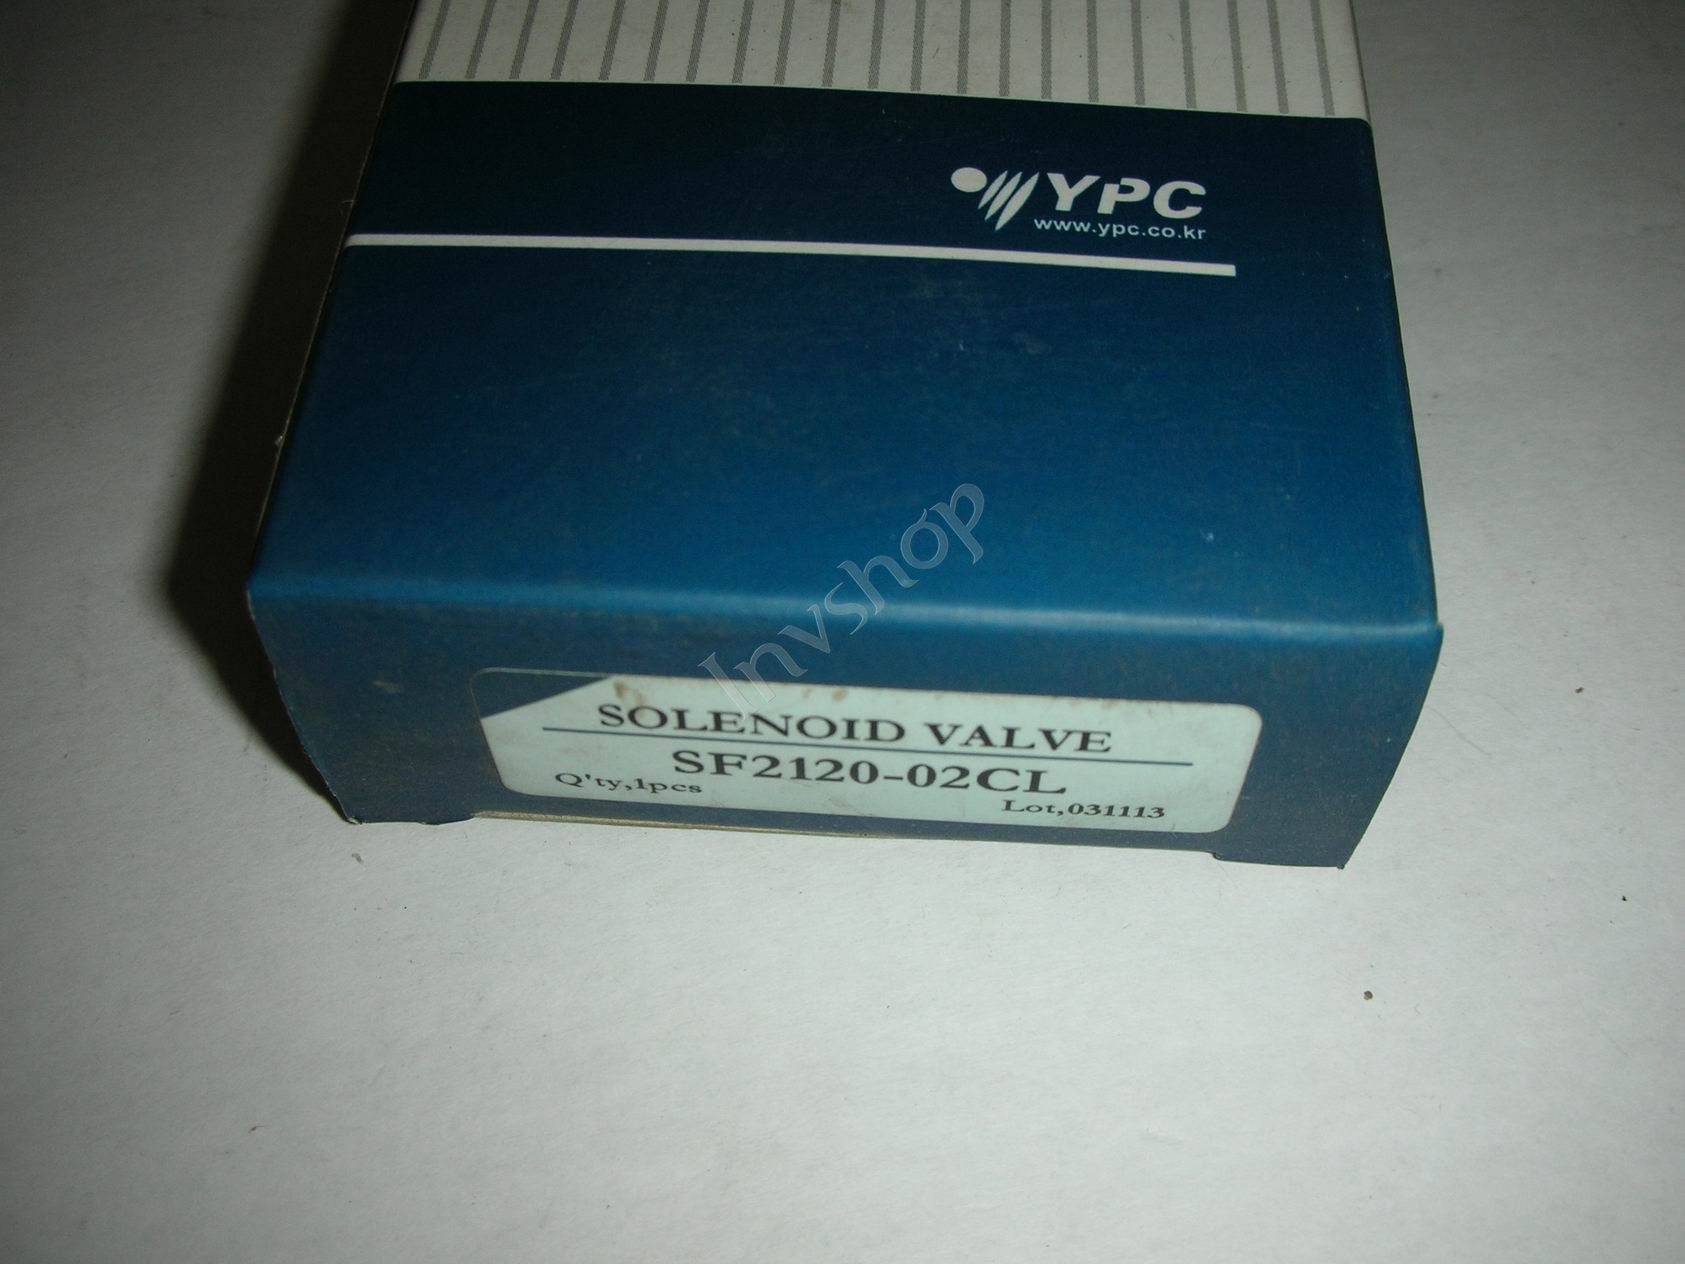 YPC
www.ypc.co.kr
Invshop
SOLENOID VALVE
SF2120-02CL
Q'ty,1pcs
Lot,031113